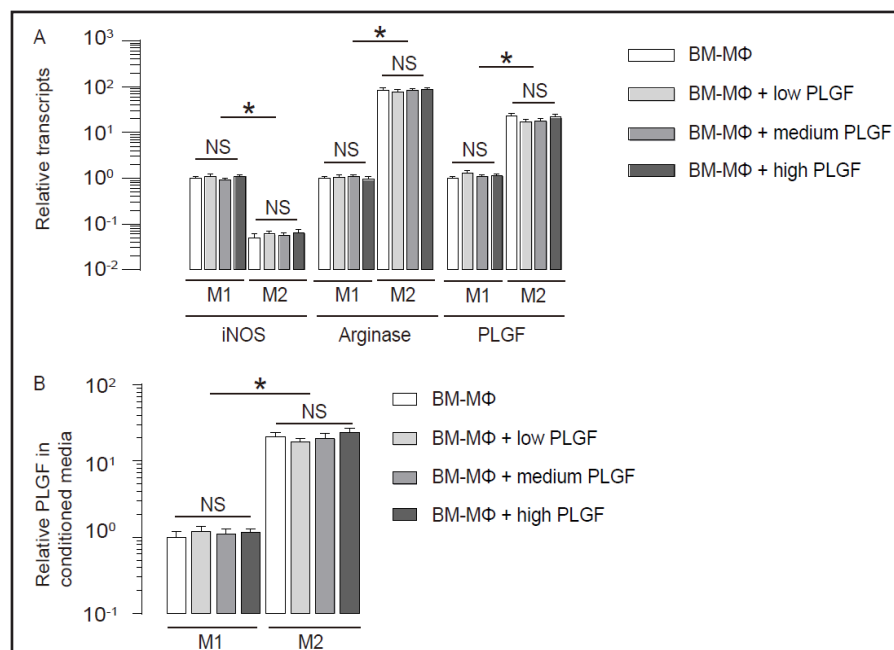 A
Relative transcripts
10³
10²
10¹
10⁰
10⁻¹
10⁻²
NS
*
NS
NS
*
NS
NS
*
NS
M1 M2 M1 M2 M1 M2
iNOS Arginase PLGF
BM-MΦ
BM-MΦ + low PLGF
BM-MΦ + medium PLGF
BM-MΦ + high PLGF
B
Relative PLGF in
conditioned media
10²
10¹
10⁰
10⁻¹
NS
*
NS
M1 M2
BM-MΦ
BM-MΦ + low PLGF
BM-MΦ + medium PLGF
BM-MΦ + high PLGF